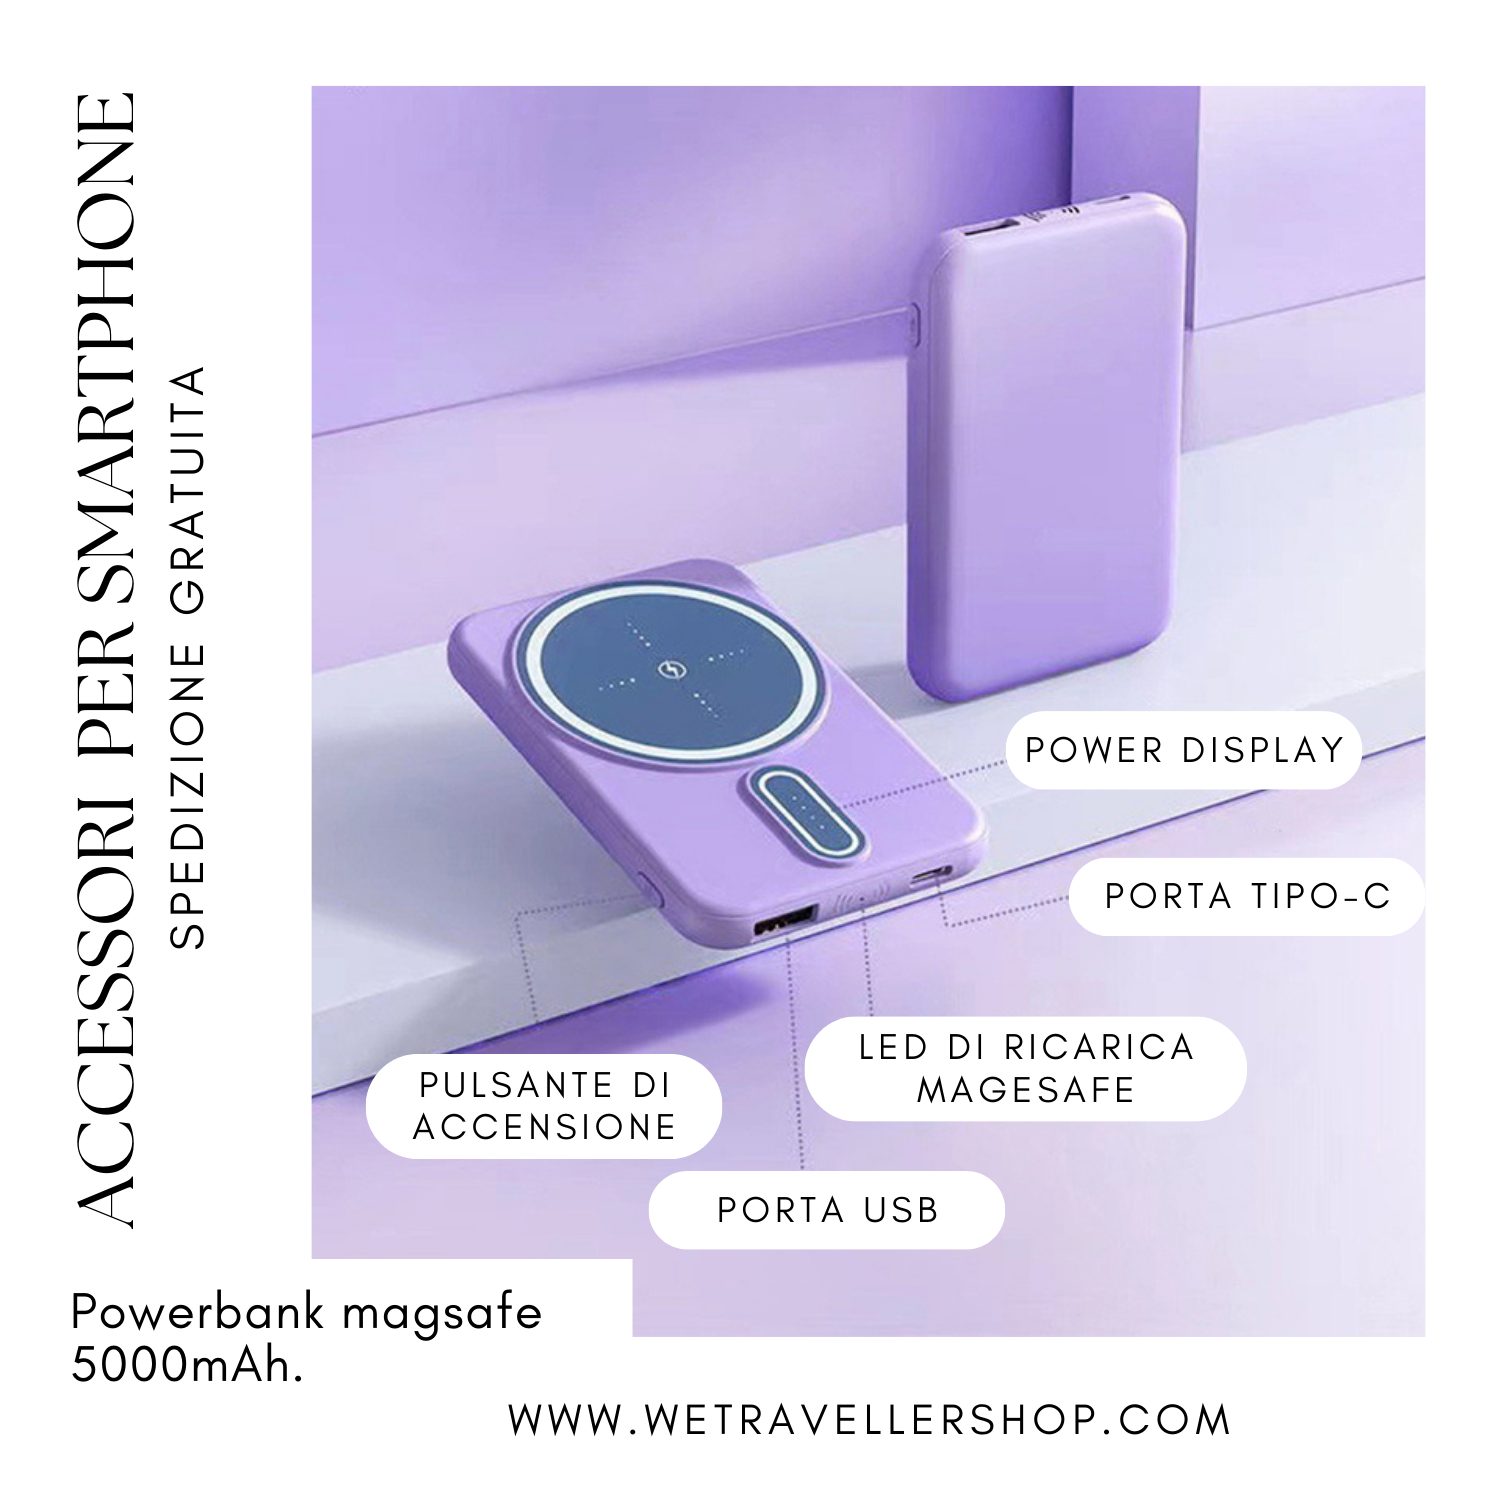 ACCESSORI PER SMARTPHONE
SPEDIZIONE GRATUITA
POWER DISPLAY
PORTA TIPO-C
LED DI RICARICA
MAGESAFE
PULSANTE DI
ACCENSIONE
PORTA USB
Powerbank magsafe
5000mAh.
WWW.WETRAVELLERSHOP.COM